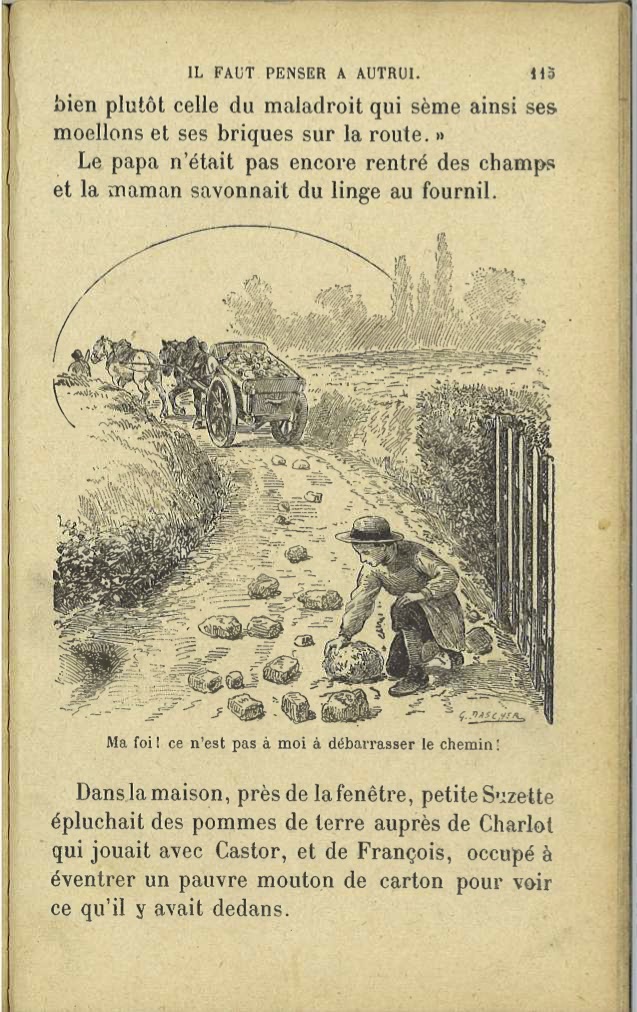 IL FAUT PENSER A AUTRUI. 115
bien plutôt celle du maladroit qui sème ainsi ses
moellons et ses briques sur la route. »
Le papa n'était pas encore rentré des champs
et la maman savonnait du linge au fournil.
G. DASCHER
Ma foi! ce n'est pas à moi à débarrasser le chemin!
Dans la maison, près de la fenêtre, petite Suzette
épluchait des pommes de terre auprès de Charlot
qui jouait avec Castor, et de François, occupé à
éventrer un pauvre mouton de carton pour voir
ce qu'il y avait dedans.